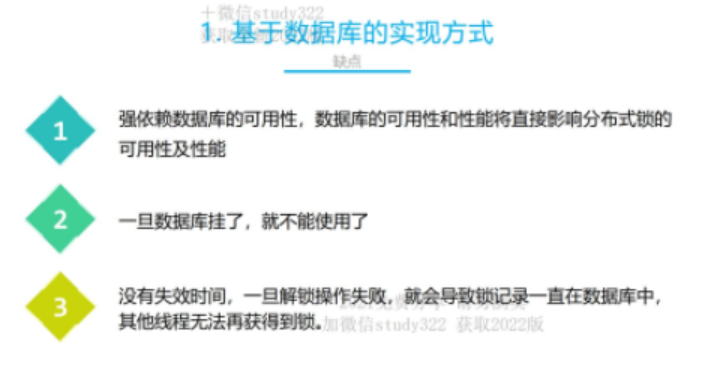 十微信study322
1. 基于数据库的实现方式
缺点
1
强依赖数据库的可用性，数据库的可用性和性能将直接影响分布式锁的
可用性及性能
2
一旦数据库挂了，就不能使用了
3
没有失效时间，一旦解锁操作失败，就会导致锁记录一直在数据库中，
其他线程无法再获得到锁。
加微信study322 获取2022版